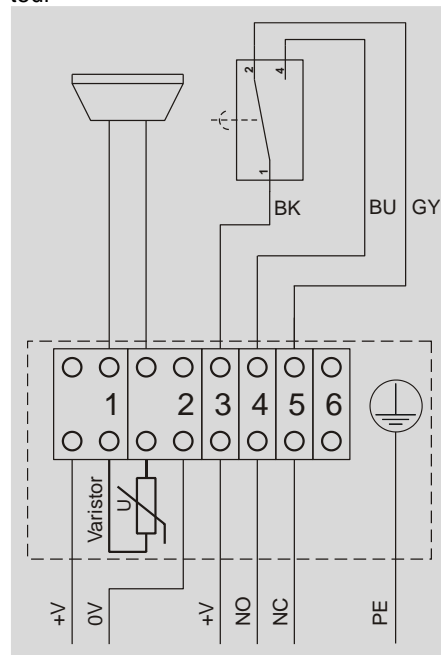 2 4
1
BK BU GY
1 2 3 4 5 6
Varistor
U
+V 0V +V NO NC PE